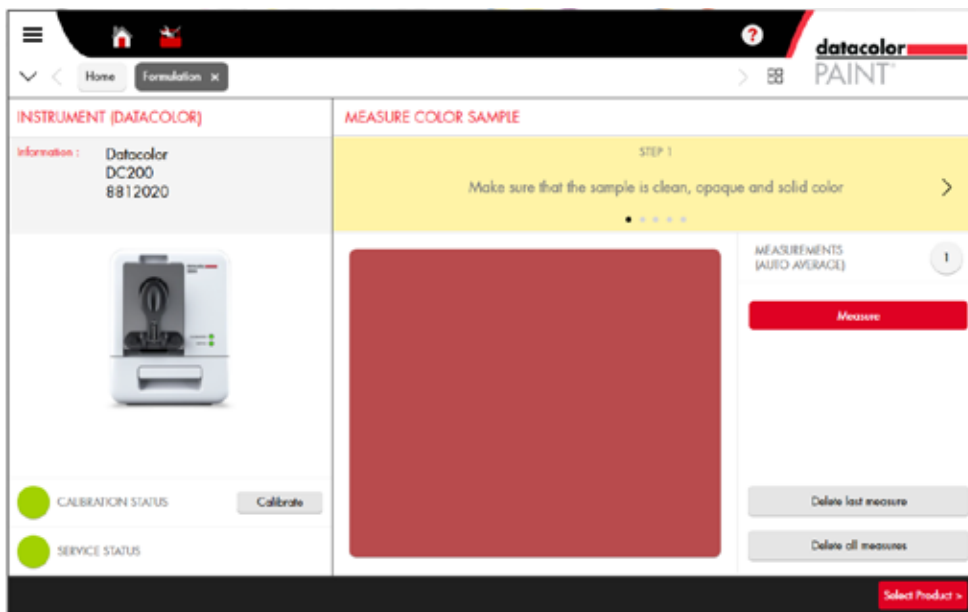 ?
datacolor
PAINT
Home
Formulation ×
INSTRUMENT (DATACOLOR)
MEASURE COLOR SAMPLE
Information :
Datacolor
DC200
8812020
STEP 1
Make sure that the sample is clean, opaque and solid color
MEASUREMENTS
(AUTO AVERAGE)
1
Measure
CALIBRATION STATUS
Calibrate
SERVICE STATUS
Delete last measure
Delete all measures
Select Product >